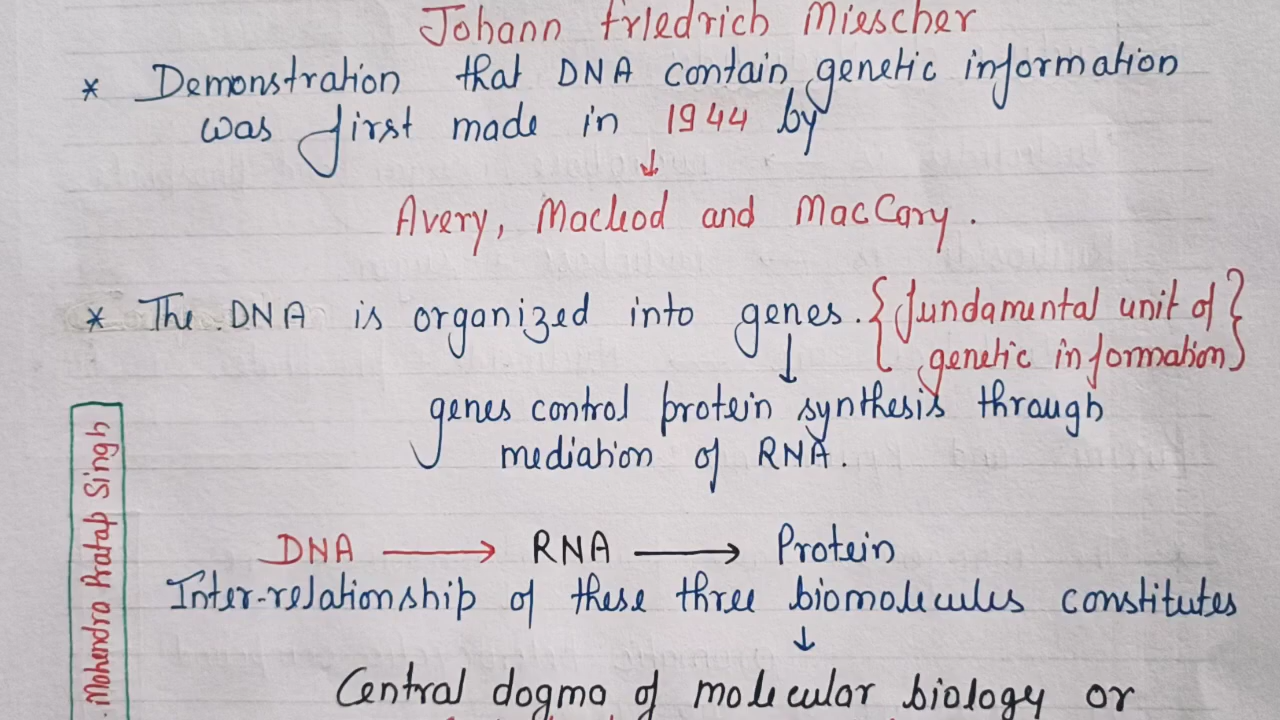 Johann Friedrich Miescher
* Demonstration that DNA contain genetic information
was first made in 1944 by
↓
Avery, Macleod and MacCary.
* The DNA is organized into genes. {fundamental unit of
genetic information}
↓
genes control protein synthesis through
mediation of RNA.
DNA → RNA → Protein
Inter-relationship of these three biomolecules constitutes
↓
Central dogma of molecular biology or
Mahendra Pratap Singh